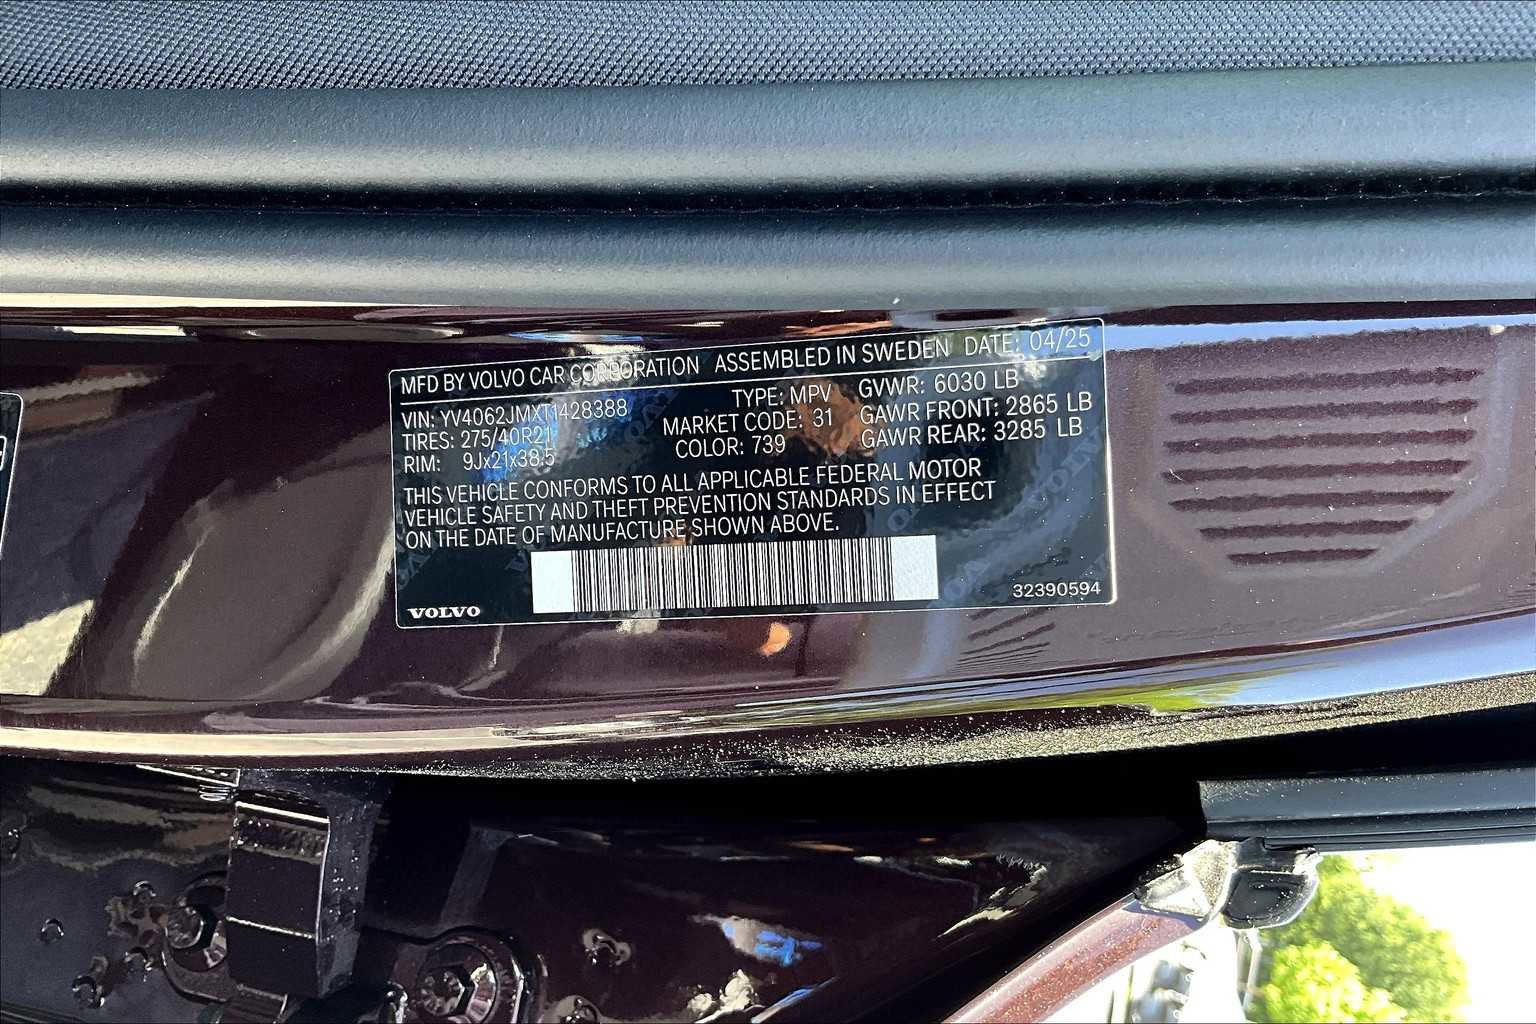 MFD BY VOLVO CAR CORPORATION ASSEMBLED IN SWEDEN DATE: 04/25
VIN: YV4062JMXT1428388
TIRES: 275/40R21
RIM: 9Jx21x38.5
TYPE: MPV
MARKET CODE: 31
COLOR: 739
GVWR: 6030 LB
GAWR FRONT: 2865 LB
GAWR REAR: 3285 LB
THIS VEHICLE CONFORMS TO ALL APPLICABLE FEDERAL MOTOR
VEHICLE SAFETY AND THEFT PREVENTION STANDARDS IN EFFECT
ON THE DATE OF MANUFACTURE SHOWN ABOVE.
VOLVO
32390594